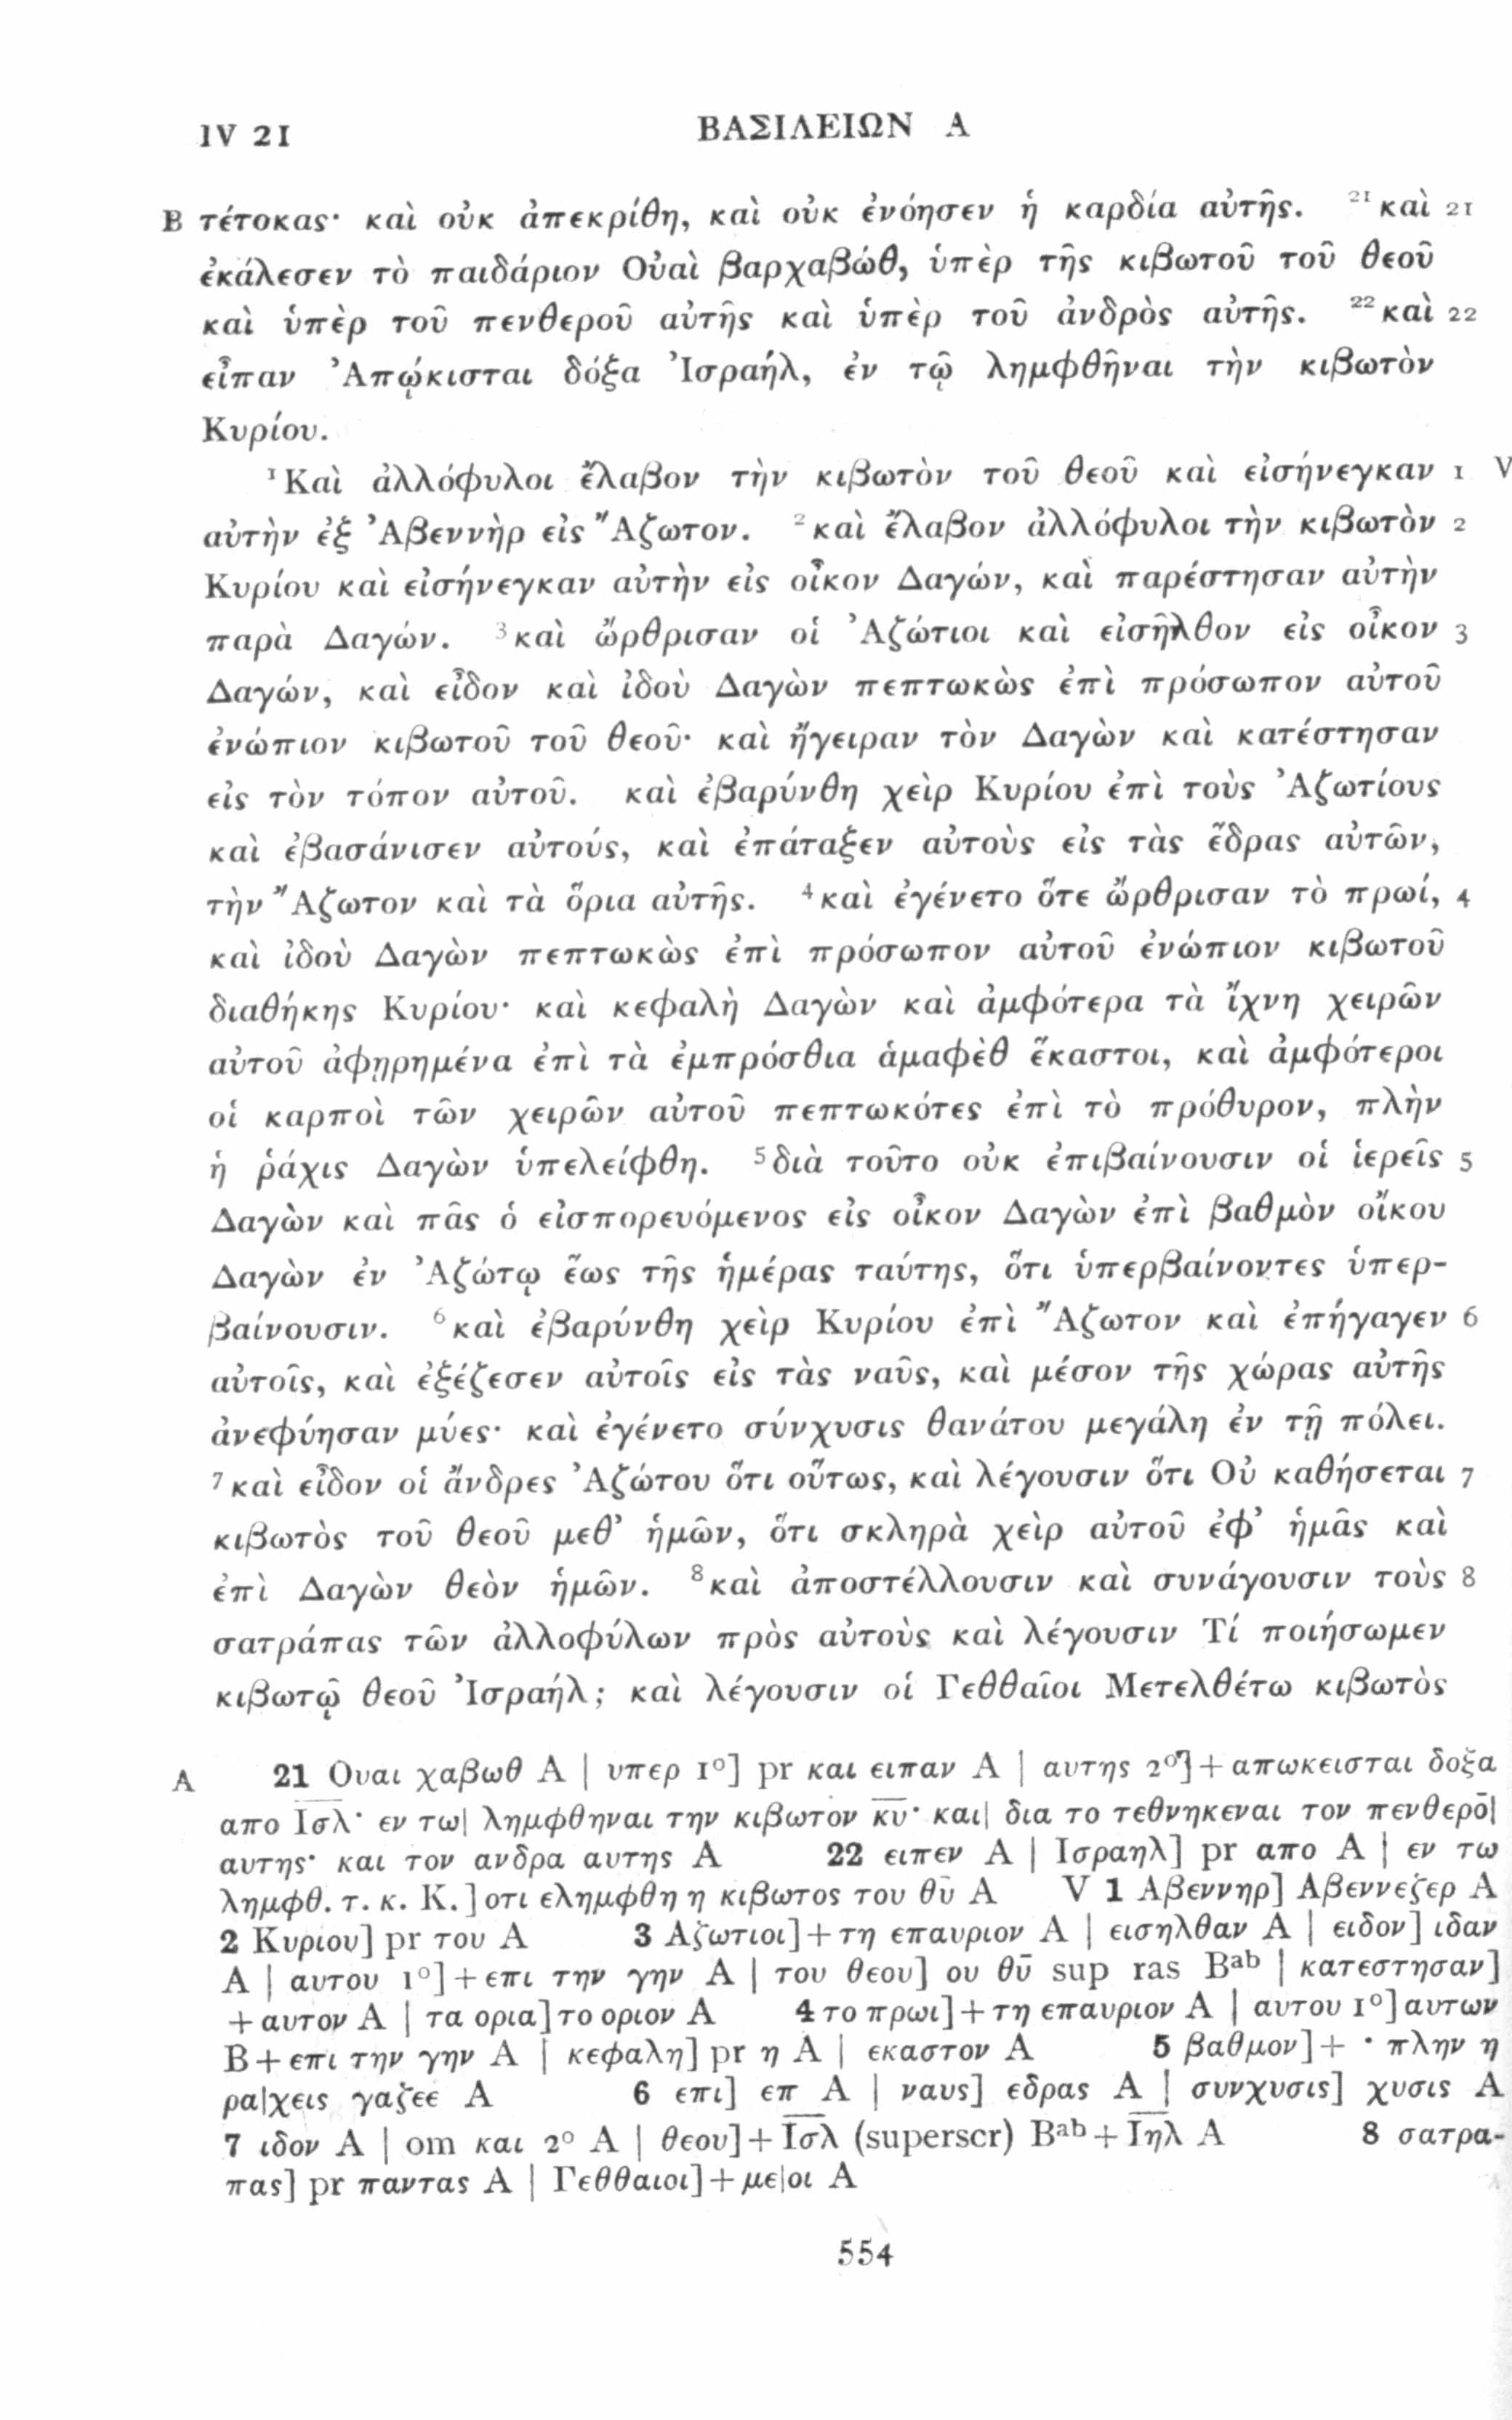 IV 21 ΒΑΣΙΛΕΙΩΝ Α
B τέτοκας· καὶ οὐκ ἀπεκρίθη, καὶ οὐκ ἐνόησεν ἡ καρδία αὐτῆς. ²¹καὶ 21
ἐκάλεσεν τὸ παιδάριον Οὐαὶ βαρχαβώθ, ὑπὲρ τῆς κιβωτοῦ τοῦ θεοῦ
καὶ ὑπὲρ τοῦ πενθεροῦ αὐτῆς καὶ ὑπὲρ τοῦ ἀνδρὸς αὐτῆς. ²²καὶ 22
εἶπαν Ἀπῴκισται δόξα Ἰσραήλ, ἐν τῷ λημφθῆναι τὴν κιβωτὸν
Κυρίου.
¹Καὶ ἀλλόφυλοι ἔλαβον τὴν κιβωτὸν τοῦ θεοῦ καὶ εἰσήνεγκαν 1 V
αὐτὴν ἐξ Ἀβεννὴρ εἰς Ἄζωτον. ²καὶ ἔλαβον ἀλλόφυλοι τὴν κιβωτὸν 2
Κυρίου καὶ εἰσήνεγκαν αὐτὴν εἰς οἶκον Δαγών, καὶ παρέστησαν αὐτὴν
παρὰ Δαγών. ³καὶ ὤρθρισαν οἱ Ἀζώτιοι καὶ εἰσῆλθον εἰς οἶκον 3
Δαγών, καὶ εἶδον καὶ ἰδοὺ Δαγὼν πεπτωκὼς ἐπὶ πρόσωπον αὐτοῦ
ἐνώπιον κιβωτοῦ τοῦ θεοῦ· καὶ ἤγειραν τὸν Δαγὼν καὶ κατέστησαν
εἰς τὸν τόπον αὐτοῦ. καὶ ἐβαρύνθη χεὶρ Κυρίου ἐπὶ τοὺς Ἀζωτίους
καὶ ἐβασάνισεν αὐτούς, καὶ ἐπάταξεν αὐτοὺς εἰς τὰς ἕδρας αὐτῶν,
τὴν Ἄζωτον καὶ τὰ ὅρια αὐτῆς. ⁴καὶ ἐγένετο ὅτε ὤρθρισαν τὸ πρωί, 4
καὶ ἰδοὺ Δαγὼν πεπτωκὼς ἐπὶ πρόσωπον αὐτοῦ ἐνώπιον κιβωτοῦ
διαθήκης Κυρίου· καὶ κεφαλὴ Δαγὼν καὶ ἀμφότερα τὰ ἴχνη χειρῶν
αὐτοῦ ἀφῃρημένα ἐπὶ τὰ ἐμπρόσθια ἁμαφὲθ ἕκαστοι, καὶ ἀμφότεροι
οἱ καρποὶ τῶν χειρῶν αὐτοῦ πεπτωκότες ἐπὶ τὸ πρόθυρον, πλὴν
ἡ ῥάχις Δαγὼν ὑπελείφθη. ⁵διὰ τοῦτο οὐκ ἐπιβαίνουσιν οἱ ἱερεῖς 5
Δαγὼν καὶ πᾶς ὁ εἰσπορευόμενος εἰς οἶκον Δαγὼν ἐπὶ βαθμὸν οἴκου
Δαγὼν ἐν Ἀζώτῳ ἕως τῆς ἡμέρας ταύτης, ὅτι ὑπερβαίνοντες ὑπερ-
βαίνουσιν. ⁶καὶ ἐβαρύνθη χεὶρ Κυρίου ἐπὶ Ἄζωτον καὶ ἐπήγαγεν 6
αὐτοῖς, καὶ ἐξέζεσεν αὐτοῖς εἰς τὰς ναῦς, καὶ μέσον τῆς χώρας αὐτῆς
ἀνεφύησαν μύες· καὶ ἐγένετο σύνχυσις θανάτου μεγάλη ἐν τῇ πόλει.
⁷καὶ εἶδον οἱ ἄνδρες Ἀζώτου ὅτι οὕτως, καὶ λέγουσιν ὅτι Οὐ καθήσεται 7
κιβωτὸς τοῦ θεοῦ μεθ᾽ ἡμῶν, ὅτι σκληρὰ χεὶρ αὐτοῦ ἐφ᾽ ἡμᾶς καὶ
ἐπὶ Δαγὼν θεὸν ἡμῶν. ⁸καὶ ἀποστέλλουσιν καὶ συνάγουσιν τοὺς 8
σατράπας τῶν ἀλλοφύλων πρὸς αὐτοὺς καὶ λέγουσιν Τί ποιήσωμεν
κιβωτῷ θεοῦ Ἰσραήλ; καὶ λέγουσιν οἱ Γεθθαῖοι Μετελθέτω κιβωτὸς
A 21 Ουαι χαβωθ A | υπερ 1°] pr και ειπαν A | αυτης 2°]+απωκεισται δοξα
απο Ισλ̅· εν τω| λημφθηναι την κιβωτον κυ̅· και| δια το τεθνηκεναι τον πενθερο̅|
αυτης· και τον ανδρα αυτης A 22 ειπεν A | Ισραηλ] pr απο A | εν τω
λημφθ. τ. κ. Κ.] οτι ελημφθη η κιβωτος του θυ̅ A V 1 Αβεννηρ] Αβεννεζερ A
2 Κυριου] pr του A 3 Αζωτιοι]+τη επαυριον A | εισηλθαν A | ειδον] ιδαν
A | αυτου 1°]+επι την γην A | του θεου] ου θυ̅ sup ras Bᵃᵇ | κατεστησαν]
+αυτον A | τα ορια] το οριον A 4 το πρωι]+τη επαυριον A | αυτου 1°] αυτων
B+επι την γην A | κεφαλη] pr η A | εκαστον A 5 βαθμον]+ · πλην η
ρα|χεις γαζεε A 6 επι] επ A | ναυς] εδρας A | συνχυσις] χυσις A
7 ιδον A | om και 2° A | θεου]+Ισλ̅ (superscr) Bᵃᵇ+Ιηλ̅ A 8 σατρα-
πας] pr παντας A | Γεθθαιοι]+με|οι A
554